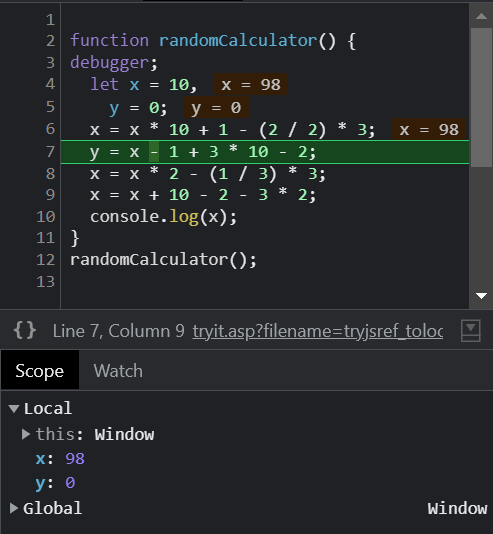 1
2 function randomCalculator() {
3 debugger;
4 let x = 10, x = 98
5 y = 0; y = 0
6 x = x * 10 + 1 - (2 / 2) * 3; x = 98
7 y = x - 1 + 3 * 10 - 2;
8 x = x * 2 - (1 / 3) * 3;
9 x = x + 10 - 2 - 3 * 2;
10 console.log(x);
11 }
12 randomCalculator();
13
{} Line 7, Column 9 tryit.asp?filename=tryjsref_toloc
Scope Watch
Local
this: Window
x: 98
y: 0
Global Window